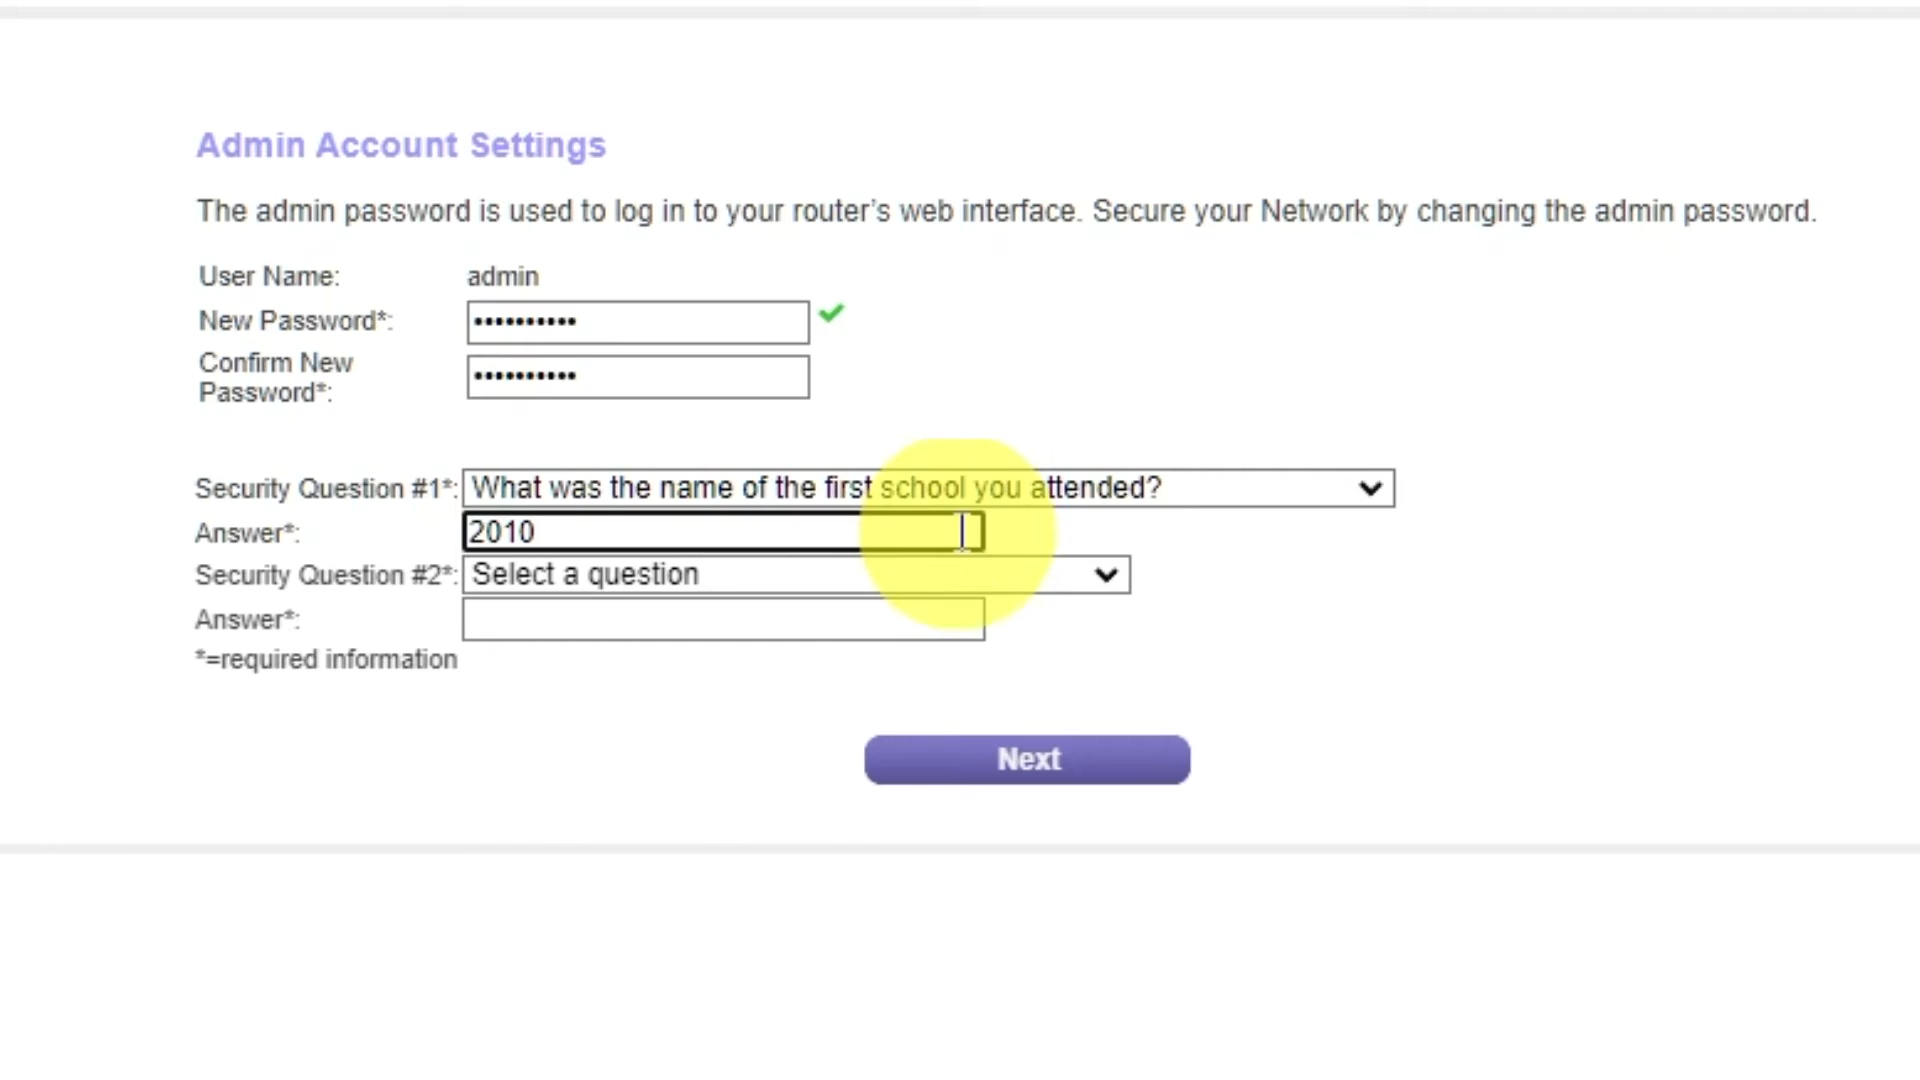 Admin Account Settings
The admin password is used to log in to your router's web interface. Secure your Network by changing the admin password.
User Name: admin
New Password*: ••••••••••
Confirm New
Password*: ••••••••••
Security Question #1*: What was the name of the first school you attended?
Answer*: 2010
Security Question #2*: Select a question
Answer*:
*=required information
Next